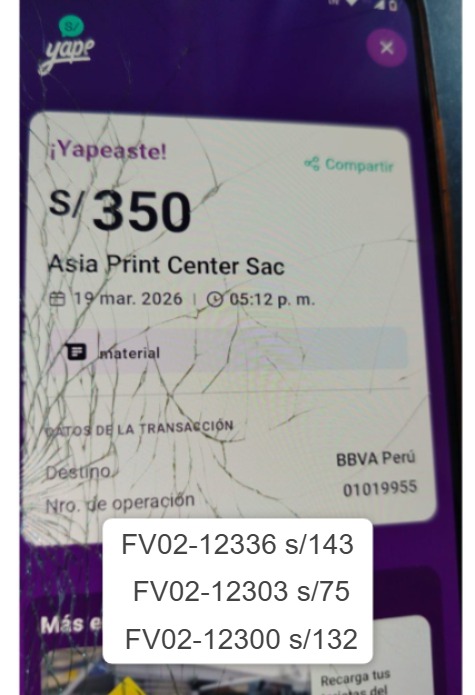 S/
yape
¡Yapeaste!
Compartir
S/ 350
Asia Print Center Sac
19 mar. 2026 | 05:12 p. m.
material
DATOS DE LA TRANSACCIÓN
Destino BBVA Perú
Nro. de operación 01019955
FV02-12336 s/143
FV02-12303 s/75
FV02-12300 s/132
Más e
Recarga tus